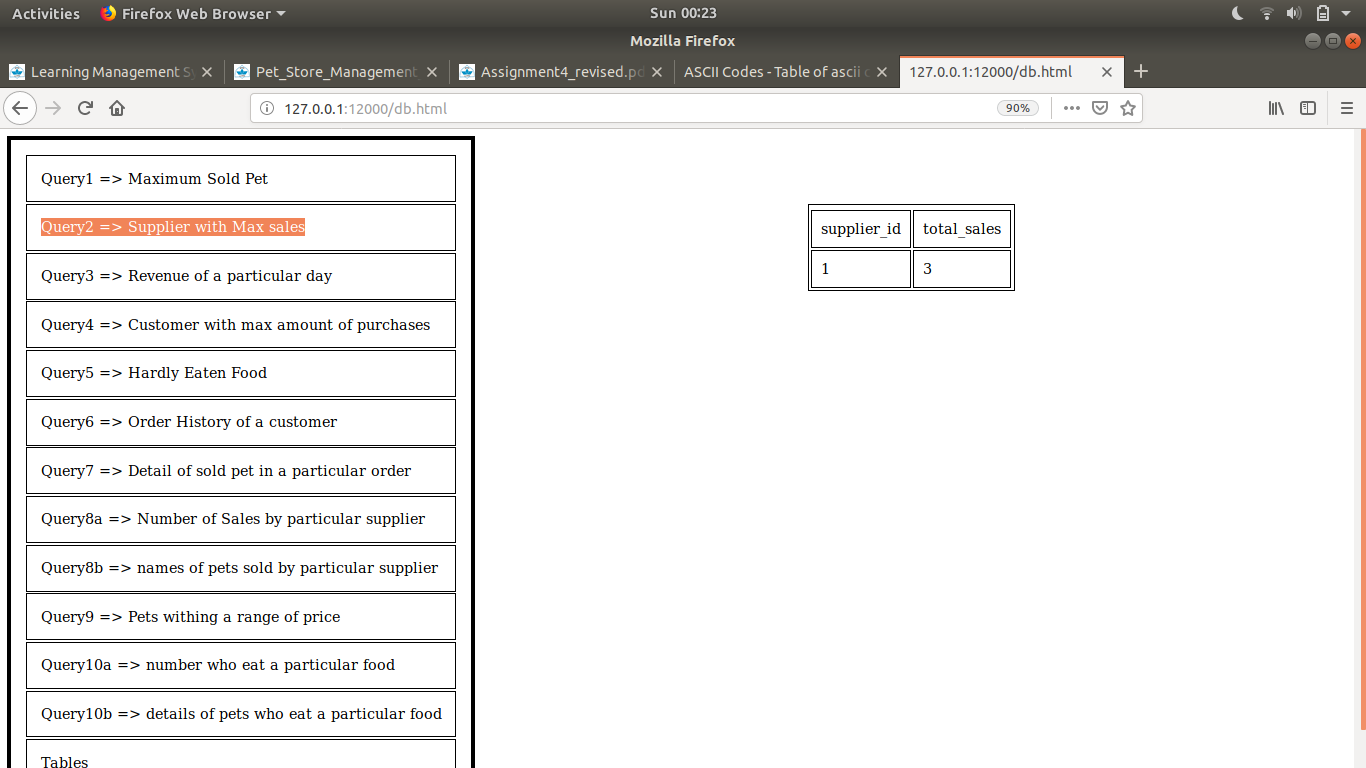 Activities Firefox Web Browser Sun 00:23
Mozilla Firefox
Learning Management Sy Pet_Store_Management Assignment4_revised.pd ASCII Codes - Table of ascii c 127.0.0.1:12000/db.html
127.0.0.1:12000/db.html 90%
Query1 => Maximum Sold Pet
Query2 => Supplier with Max sales
Query3 => Revenue of a particular day
Query4 => Customer with max amount of purchases
Query5 => Hardly Eaten Food
Query6 => Order History of a customer
Query7 => Detail of sold pet in a particular order
Query8a => Number of Sales by particular supplier
Query8b => names of pets sold by particular supplier
Query9 => Pets withing a range of price
Query10a => number who eat a particular food
Query10b => details of pets who eat a particular food
Tables
supplier_id total_sales
1 3